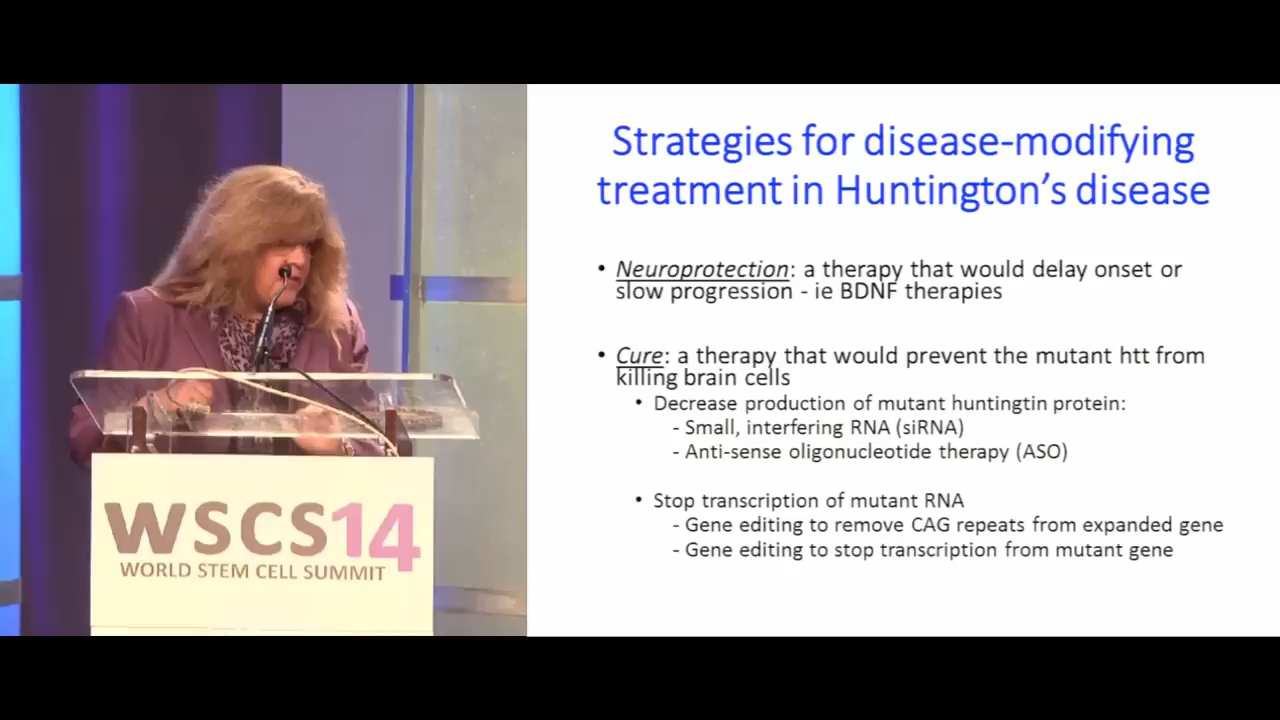 WSCS14
WORLD STEM CELL SUMMIT
Strategies for disease-modifying
treatment in Huntington’s disease
• Neuroprotection: a therapy that would delay onset or
slow progression - ie BDNF therapies
• Cure: a therapy that would prevent the mutant htt from
killing brain cells
• Decrease production of mutant huntingtin protein:
- Small, interfering RNA (siRNA)
- Anti-sense oligonucleotide therapy (ASO)
• Stop transcription of mutant RNA
- Gene editing to remove CAG repeats from expanded gene
- Gene editing to stop transcription from mutant gene